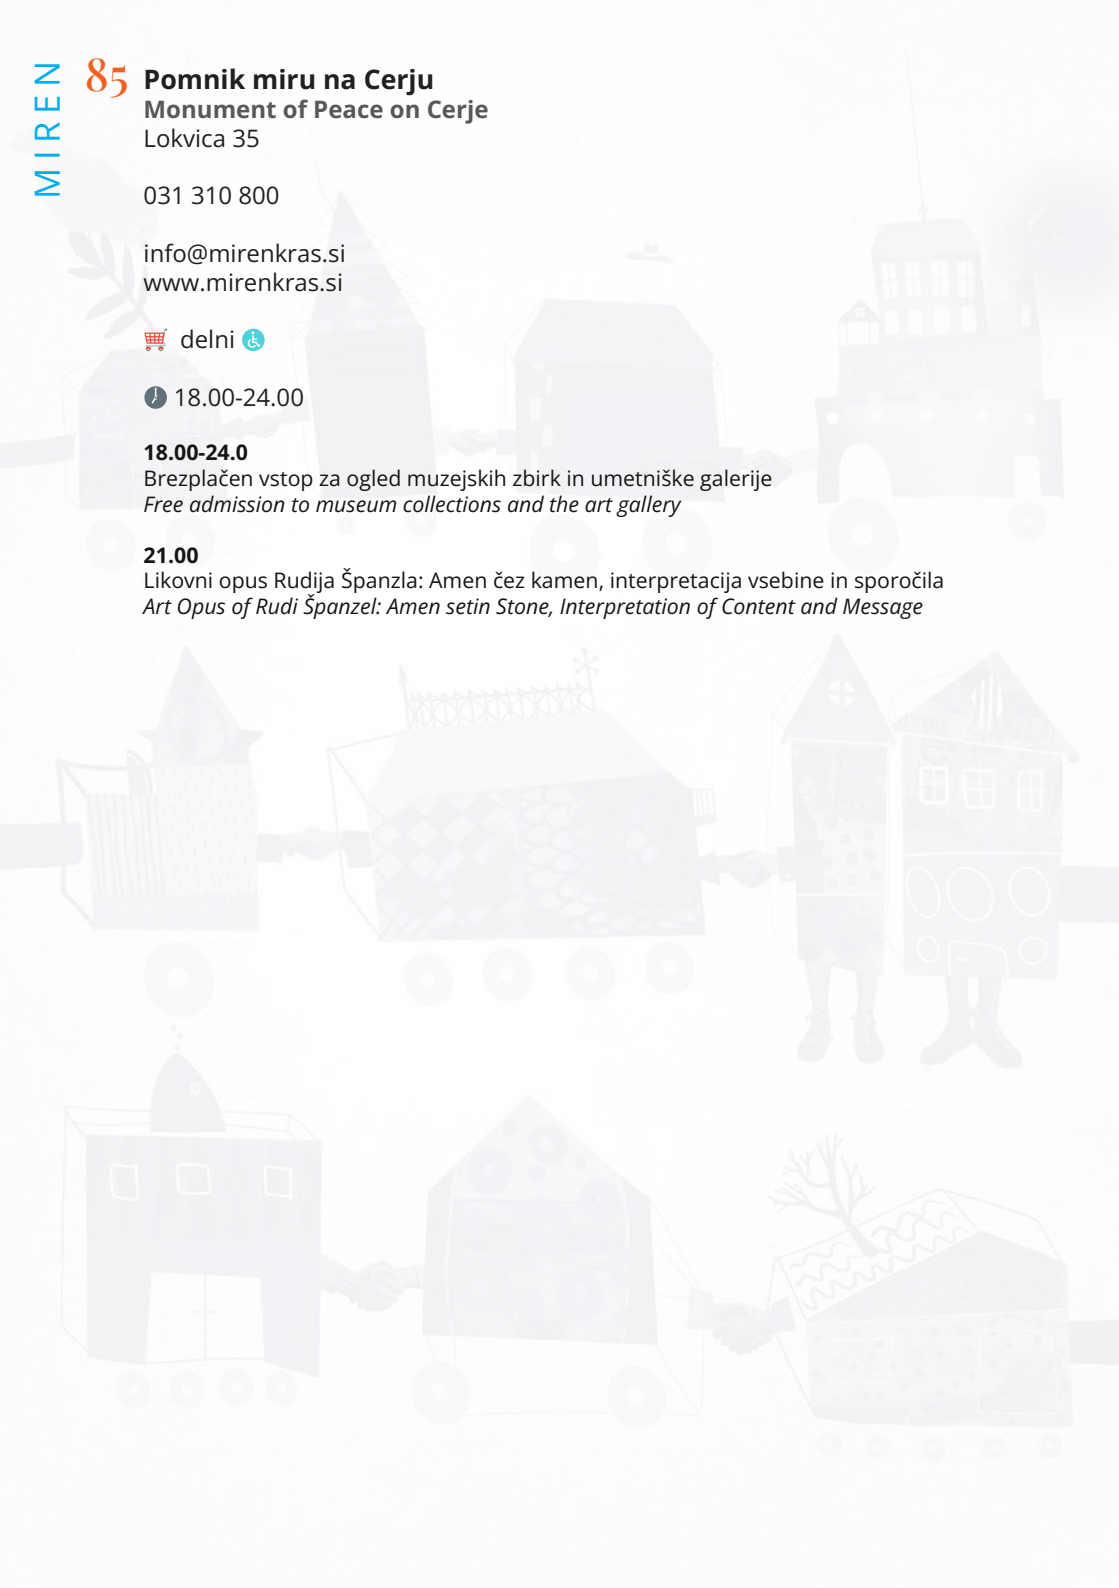 MIREN
85 Pomnik miru na Cerju
Monument of Peace on Cerje
Lokvica 35
031 310 800
info@mirenkras.si
www.mirenkras.si
delni
18.00-24.00
18.00-24.0
Brezplačen vstop za ogled muzejskih zbirk in umetniške galerije
Free admission to museum collections and the art gallery
21.00
Likovni opus Rudija Španzla: Amen čez kamen, interpretacija vsebine in sporočila
Art Opus of Rudi Španzel: Amen setin Stone, Interpretation of Content and Message